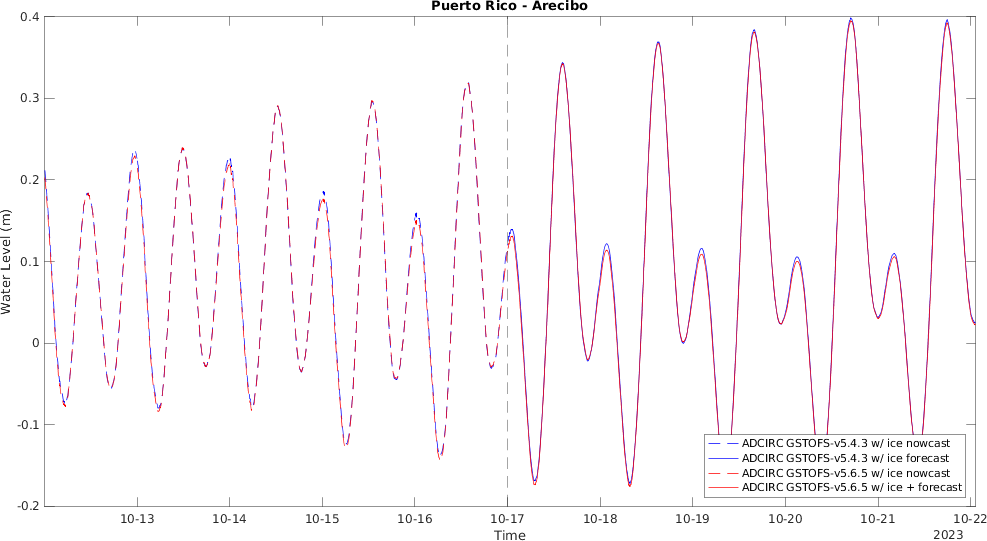 Puerto Rico - Arecibo
0.4
0.3
0.2
0.1
0
-0.1
-0.2
Water Level (m)
10-13 10-14 10-15 10-16 10-17 10-18 10-19 10-20 10-21 10-22
Time
2023
ADCIRC GSTOFS-v5.4.3 w/ ice nowcast
ADCIRC GSTOFS-v5.4.3 w/ ice forecast
ADCIRC GSTOFS-v5.6.5 w/ ice nowcast
ADCIRC GSTOFS-v5.6.5 w/ ice + forecast